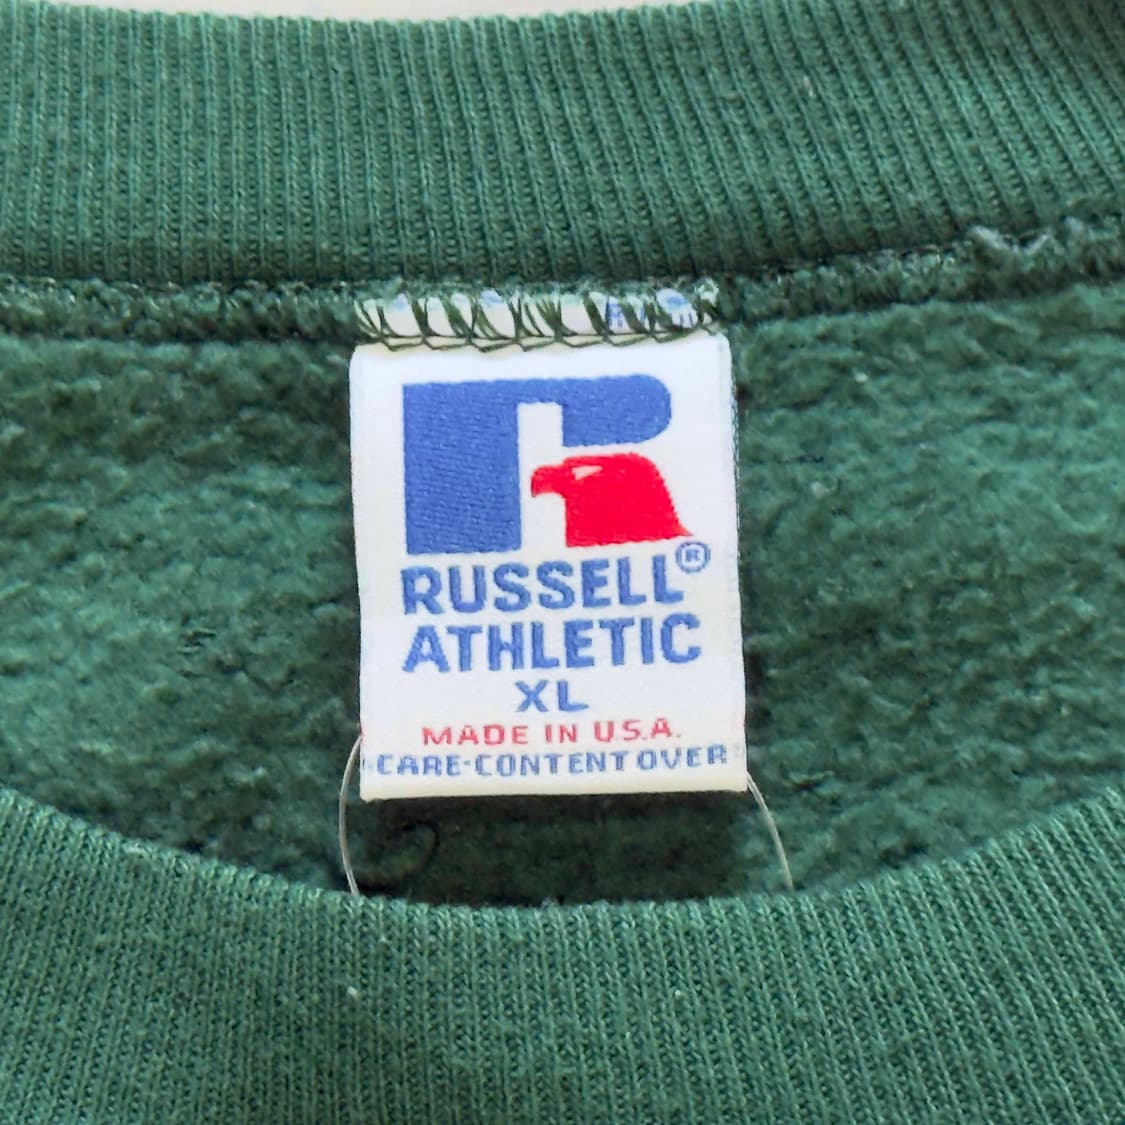 RUSSELL®
ATHLETIC
XL
MADE IN U.S.A.
CARE-CONTENT OVER